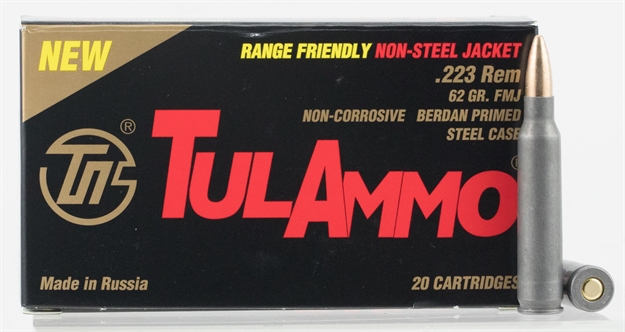 NEW
RANGE FRIENDLY NON-STEEL JACKET
.223 Rem
62 GR. FMJ
NON-CORROSIVE BERDAN PRIMED
STEEL CASE
®
TULAMMO®
Made in Russia
20 CARTRIDGES